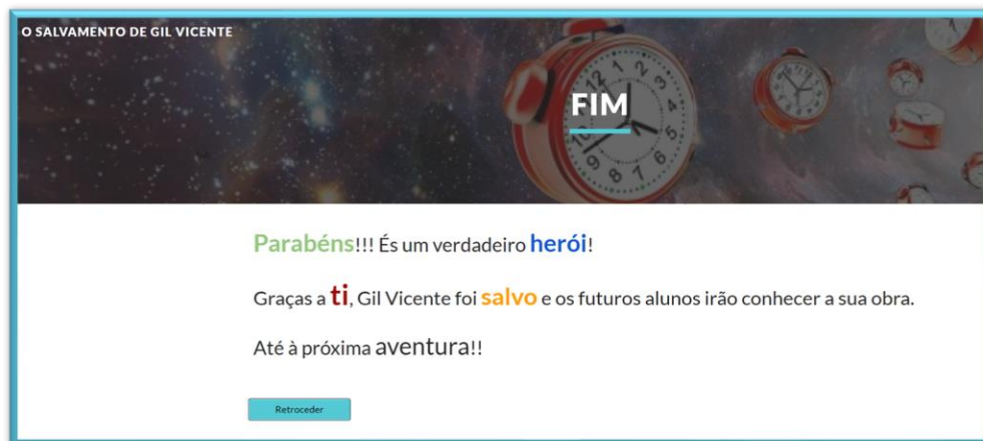 O SALVAMENTO DE GIL VICENTE
FIM
Parabéns!!! És um verdadeiro herói!
Graças a ti, Gil Vicente foi salvo e os futuros alunos irão conhecer a sua obra.
Até à próxima aventura!!
Retroceder